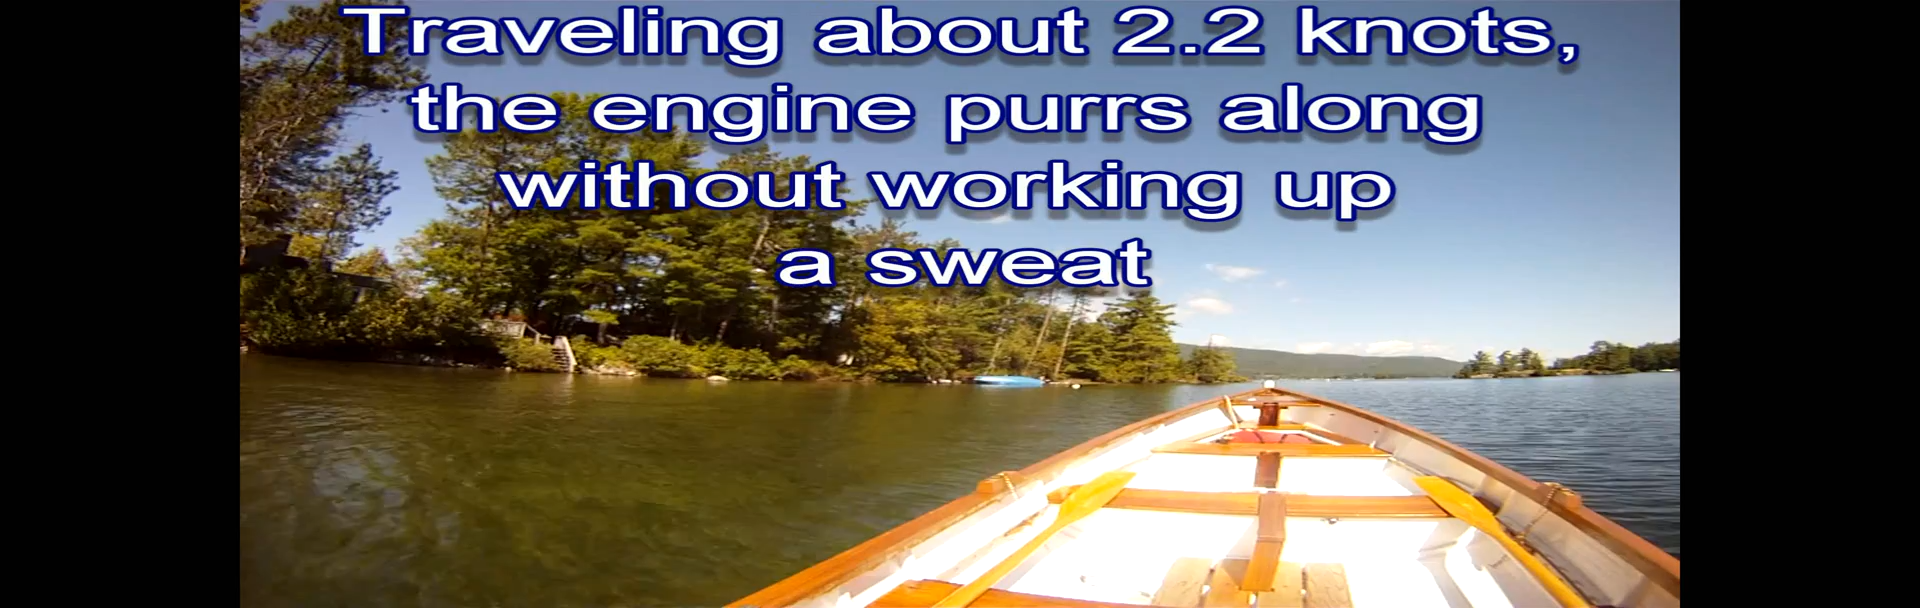 Traveling about 2.2 knots,
the engine purrs along
without working up
a sweat